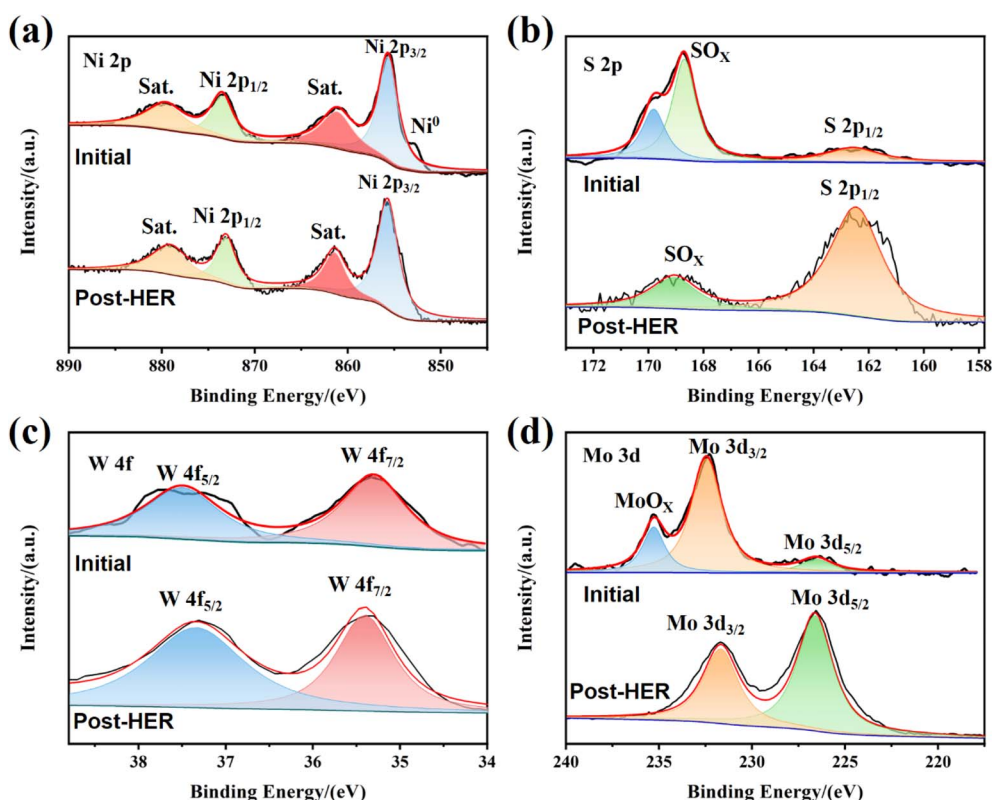 (a)
Ni 2p
Sat.
Ni 2p1/2
Sat.
Ni 2p3/2
Ni0
Initial
Sat.
Ni 2p1/2
Sat.
Ni 2p3/2
Post-HER
Intensity/(a.u.)
890 880 870 860 850
Binding Energy/(eV)
(b)
S 2p
SOX
S 2p1/2
Initial
SOX
S 2p1/2
Post-HER
Intensity/(a.u.)
172 170 168 166 164 162 160 158
Binding Energy/(eV)
(c)
W 4f
W 4f5/2
W 4f7/2
Initial
W 4f5/2
W 4f7/2
Post-HER
Intensity/(a.u.)
38 37 36 35 34
Binding Energy/(eV)
(d)
Mo 3d
Mo 3d3/2
MoOX
Mo 3d5/2
Initial
Mo 3d3/2
Mo 3d5/2
Post-HER
Intensity/(a.u.)
240 235 230 225 220
Binding Energy/(eV)